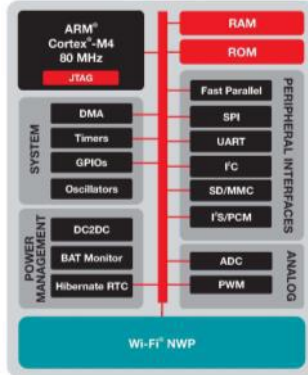 ARM®
Cortex®-M4
80 MHz
JTAG
RAM
ROM
SYSTEM
DMA
Timers
GPIOs
Oscillators
POWER
MANAGEMENT
DC2DC
BAT Monitor
Hibernate RTC
PERIPHERAL INTERFACES
Fast Parallel
SPI
UART
I²C
SD/MMC
I²S/PCM
ANALOG
ADC
PWM
Wi-Fi® NWP